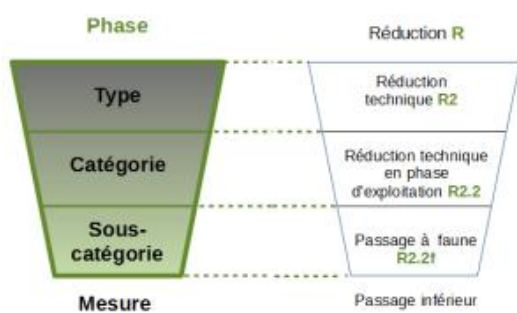 Phase
Réduction R
Type
Réduction
technique R2
Catégorie
Réduction technique
en phase
d'exploitation R2.2
Sous-
catégorie
Passage à faune
R2.2f
Mesure
Passage inférieur